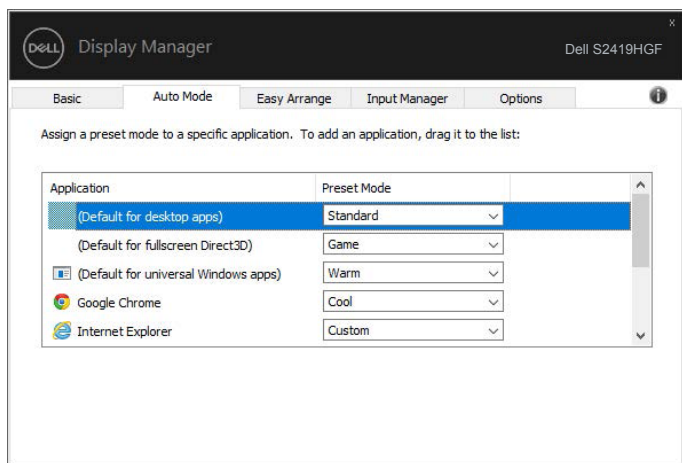 x
DELL
Display Manager
Dell S2419HGF
Basic
Auto Mode
Easy Arrange
Input Manager
Options
i
Assign a preset mode to a specific application. To add an application, drag it to the list:
Application
Preset Mode
(Default for desktop apps)
Standard
(Default for fullscreen Direct3D)
Game
(Default for universal Windows apps)
Warm
Google Chrome
Cool
Internet Explorer
Custom